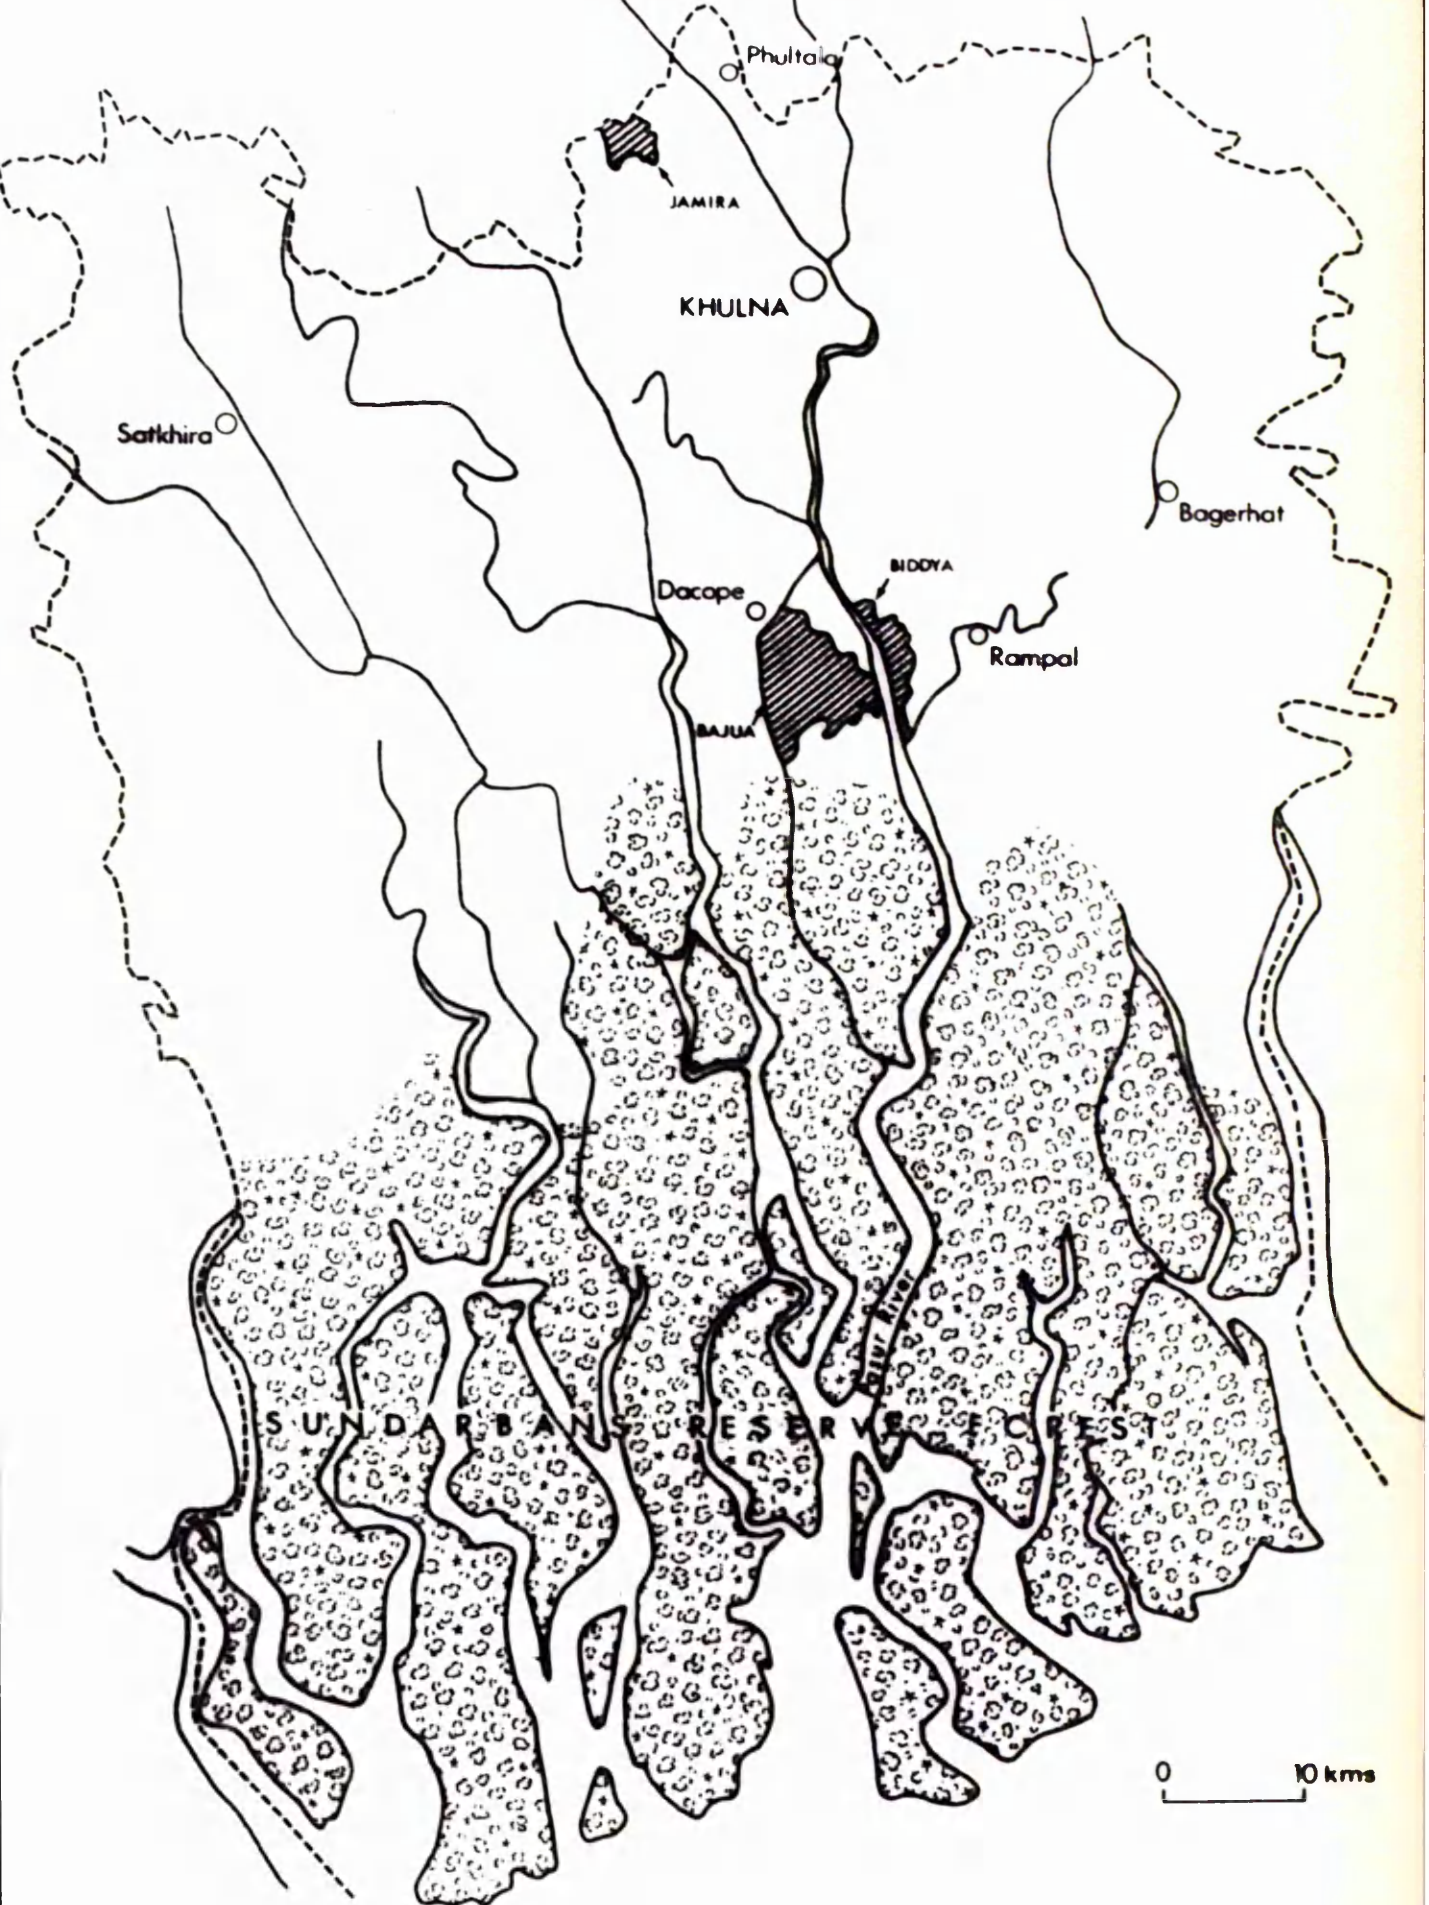 Phultala
JAMIRA
KHULNA
Satkhira
Bagerhat
BIDDYA
Dacope
Rampal
BAJUA
Pasur River
SUNDARBANS RESERVE FOREST
0 10 kms